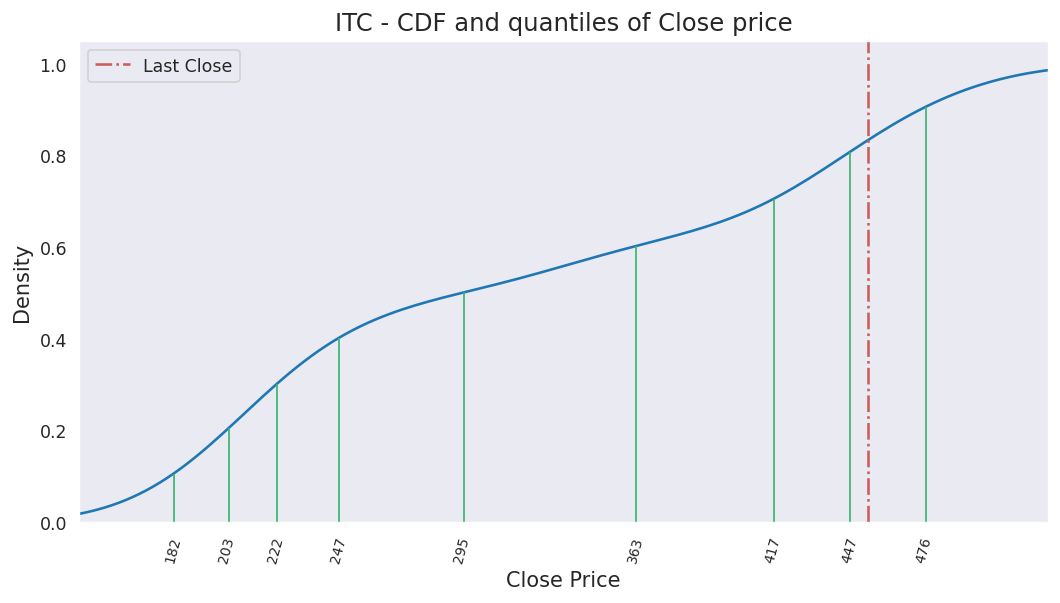 ITC - CDF and quantiles of Close price
Last Close
Density
1.0
0.8
0.6
0.4
0.2
0.0
182 203 222 247 295 363 417 447 476
Close Price